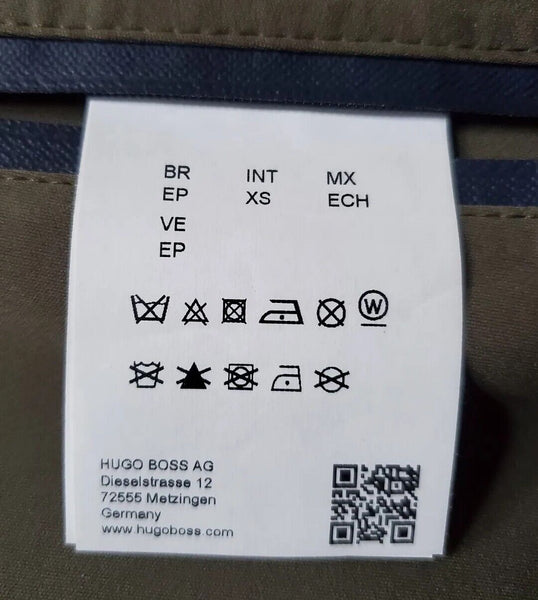 BR INT MX
EP XS ECH
VE
EP
W
HUGO BOSS AG
Dieselstrasse 12
72555 Metzingen
Germany
www.hugoboss.com